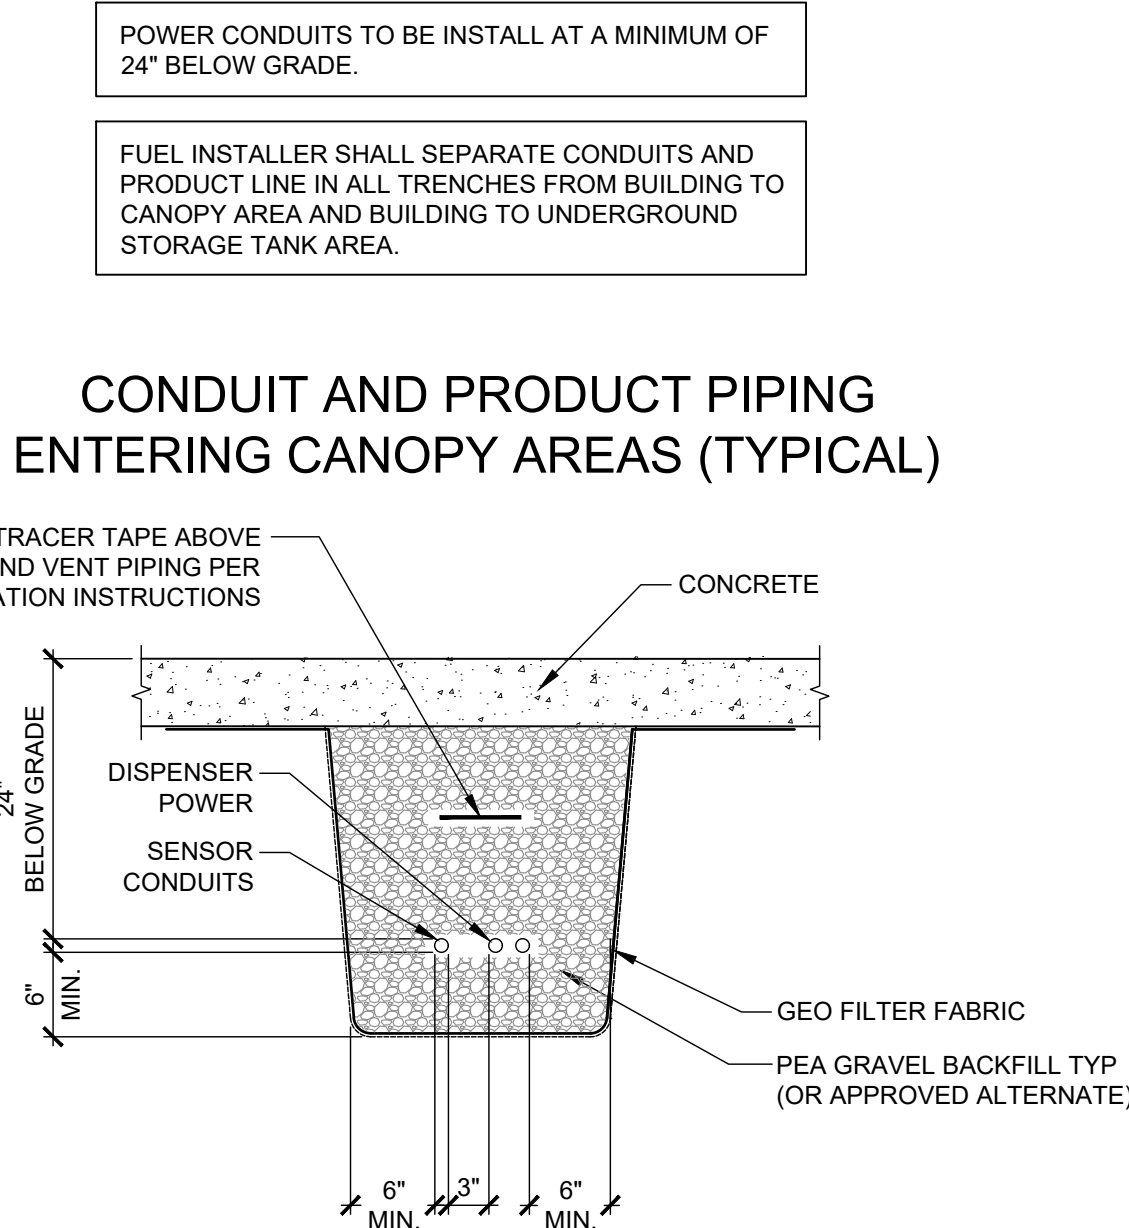 POWER CONDUITS TO BE INSTALL AT A MINIMUM OF
24" BELOW GRADE.
FUEL INSTALLER SHALL SEPARATE CONDUITS AND
PRODUCT LINE IN ALL TRENCHES FROM BUILDING TO
CANOPY AREA AND BUILDING TO UNDERGROUND
STORAGE TANK AREA.
CONDUIT AND PRODUCT PIPING
ENTERING CANOPY AREAS (TYPICAL)
TRACER TAPE ABOVE
VENT PIPING PER
INSTRUCTIONS
CONCRETE
24"
BELOW GRADE
DISPENSER
POWER
SENSOR
CONDUITS
6"
MIN.
GEO FILTER FABRIC
PEA GRAVEL BACKFILL TYP
(OR APPROVED ALTERNATE)
6"
MIN.
3"
6"
MIN.